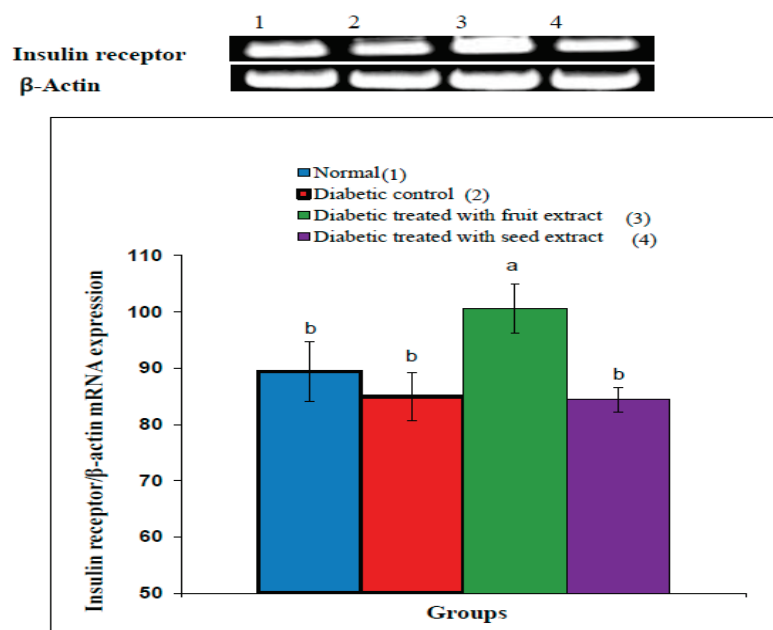 1 2 3 4
Insulin receptor
β-Actin
Normal (1)
Diabetic control (2)
Diabetic treated with fruit extract (3)
Diabetic treated with seed extract (4)
Insulin receptor/β-actin mRNA expression
110
100
90
80
70
60
50
b
b
a
b
Groups